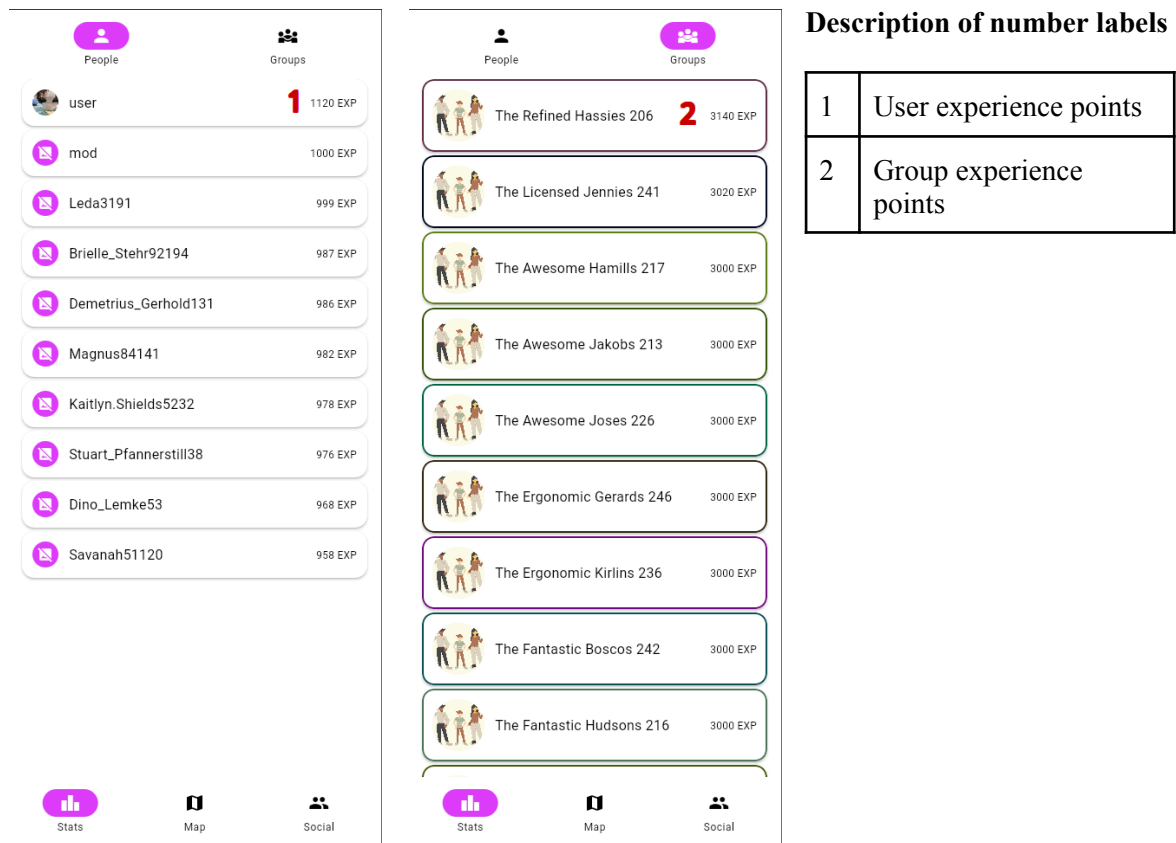 People
Groups
user
1
1120 EXP
mod
1000 EXP
Leda3191
999 EXP
Brielle_Stehr92194
987 EXP
Demetrius_Gerhold131
986 EXP
Magnus84141
982 EXP
Kaitlyn.Shields5232
978 EXP
Stuart_Pfannerstill38
976 EXP
Dino_Lemke53
968 EXP
Savanah51120
958 EXP
Stats
Map
Social
People
Groups
The Refined Hassies 206
2
3140 EXP
The Licensed Jennies 241
3020 EXP
The Awesome Hamills 217
3000 EXP
The Awesome Jakobs 213
3000 EXP
The Awesome Joses 226
3000 EXP
The Ergonomic Gerards 246
3000 EXP
The Ergonomic Kirlins 236
3000 EXP
The Fantastic Boscos 242
3000 EXP
The Fantastic Hudsons 216
3000 EXP
Stats
Map
Social
Description of number labels
1
User experience points
2
Group experience
points